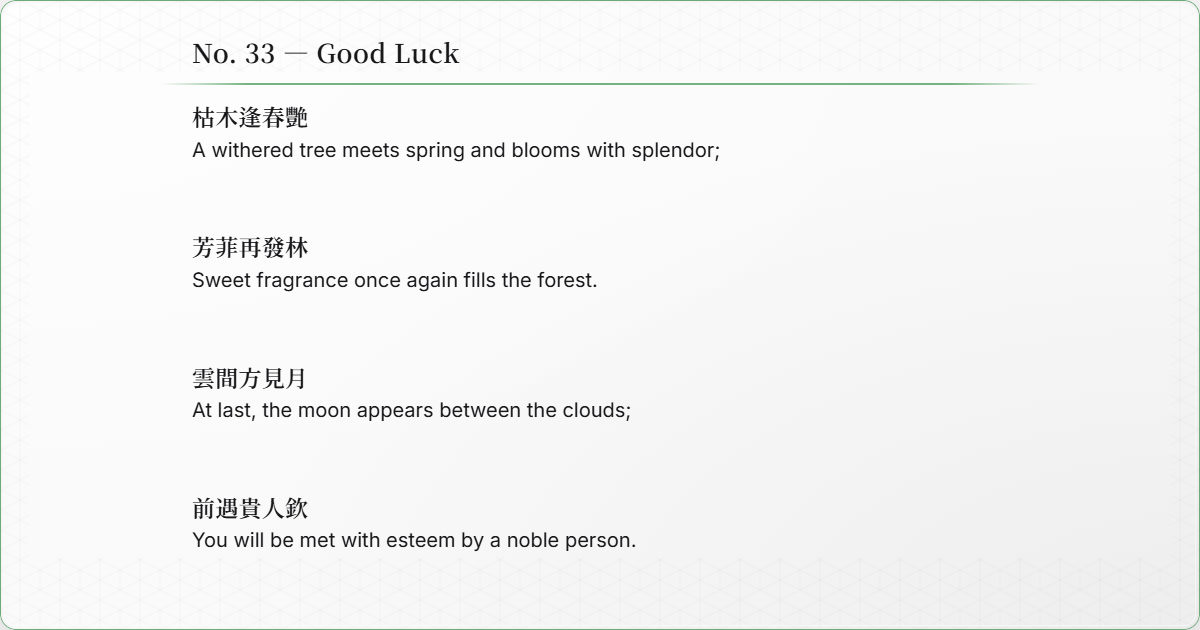 No. 33 — Good Luck
枯木逢春艷
A withered tree meets spring and blooms with splendor;
芳菲再發林
Sweet fragrance once again fills the forest.
雲間方見月
At last, the moon appears between the clouds;
前遇貴人欽
You will be met with esteem by a noble person.